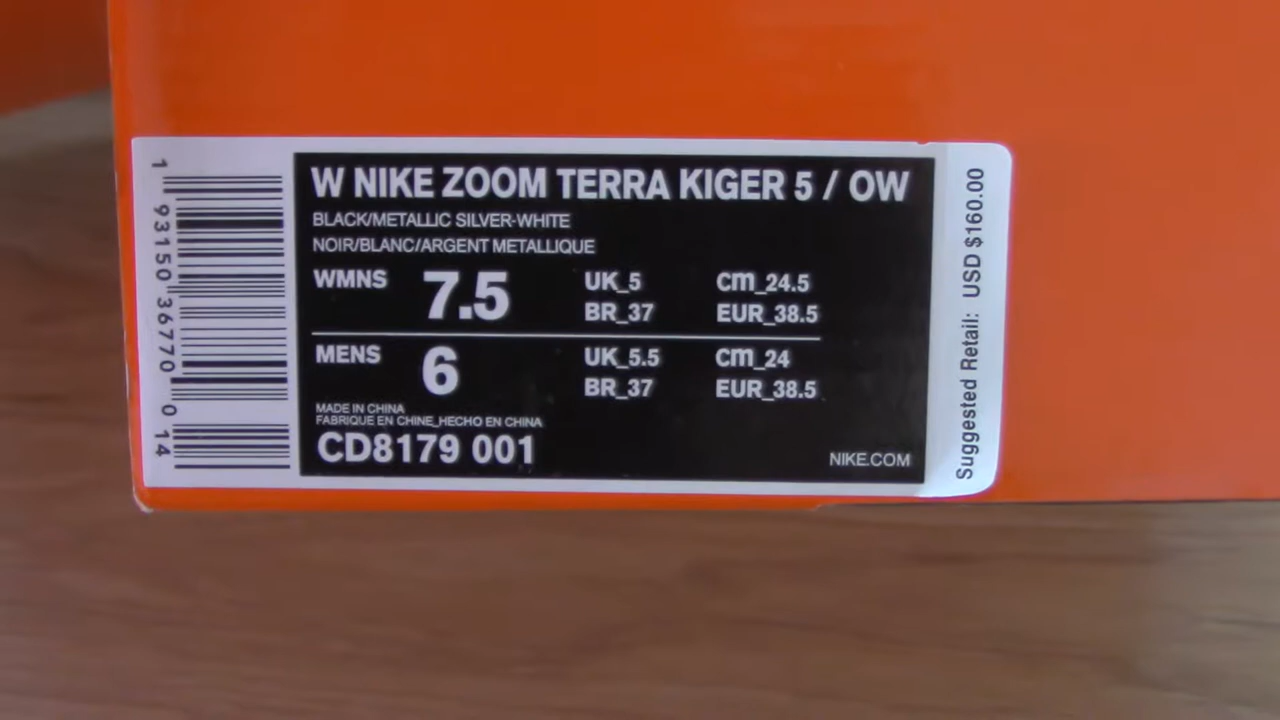 W NIKE ZOOM TERRA KIGER 5 / OW
BLACK/METALLIC SILVER-WHITE
NOIR/BLANC/ARGENT METALLIQUE
WMNS 7.5 UK_5 cm_24.5
BR_37 EUR_38.5
MENS 6 UK_5.5 cm_24
BR_37 EUR_38.5
MADE IN CHINA
FABRIQUE EN CHINE_HECHO EN CHINA
CD8179 001
NIKE.COM
1 93150 36770 0 14
Suggested Retail: USD $160.00